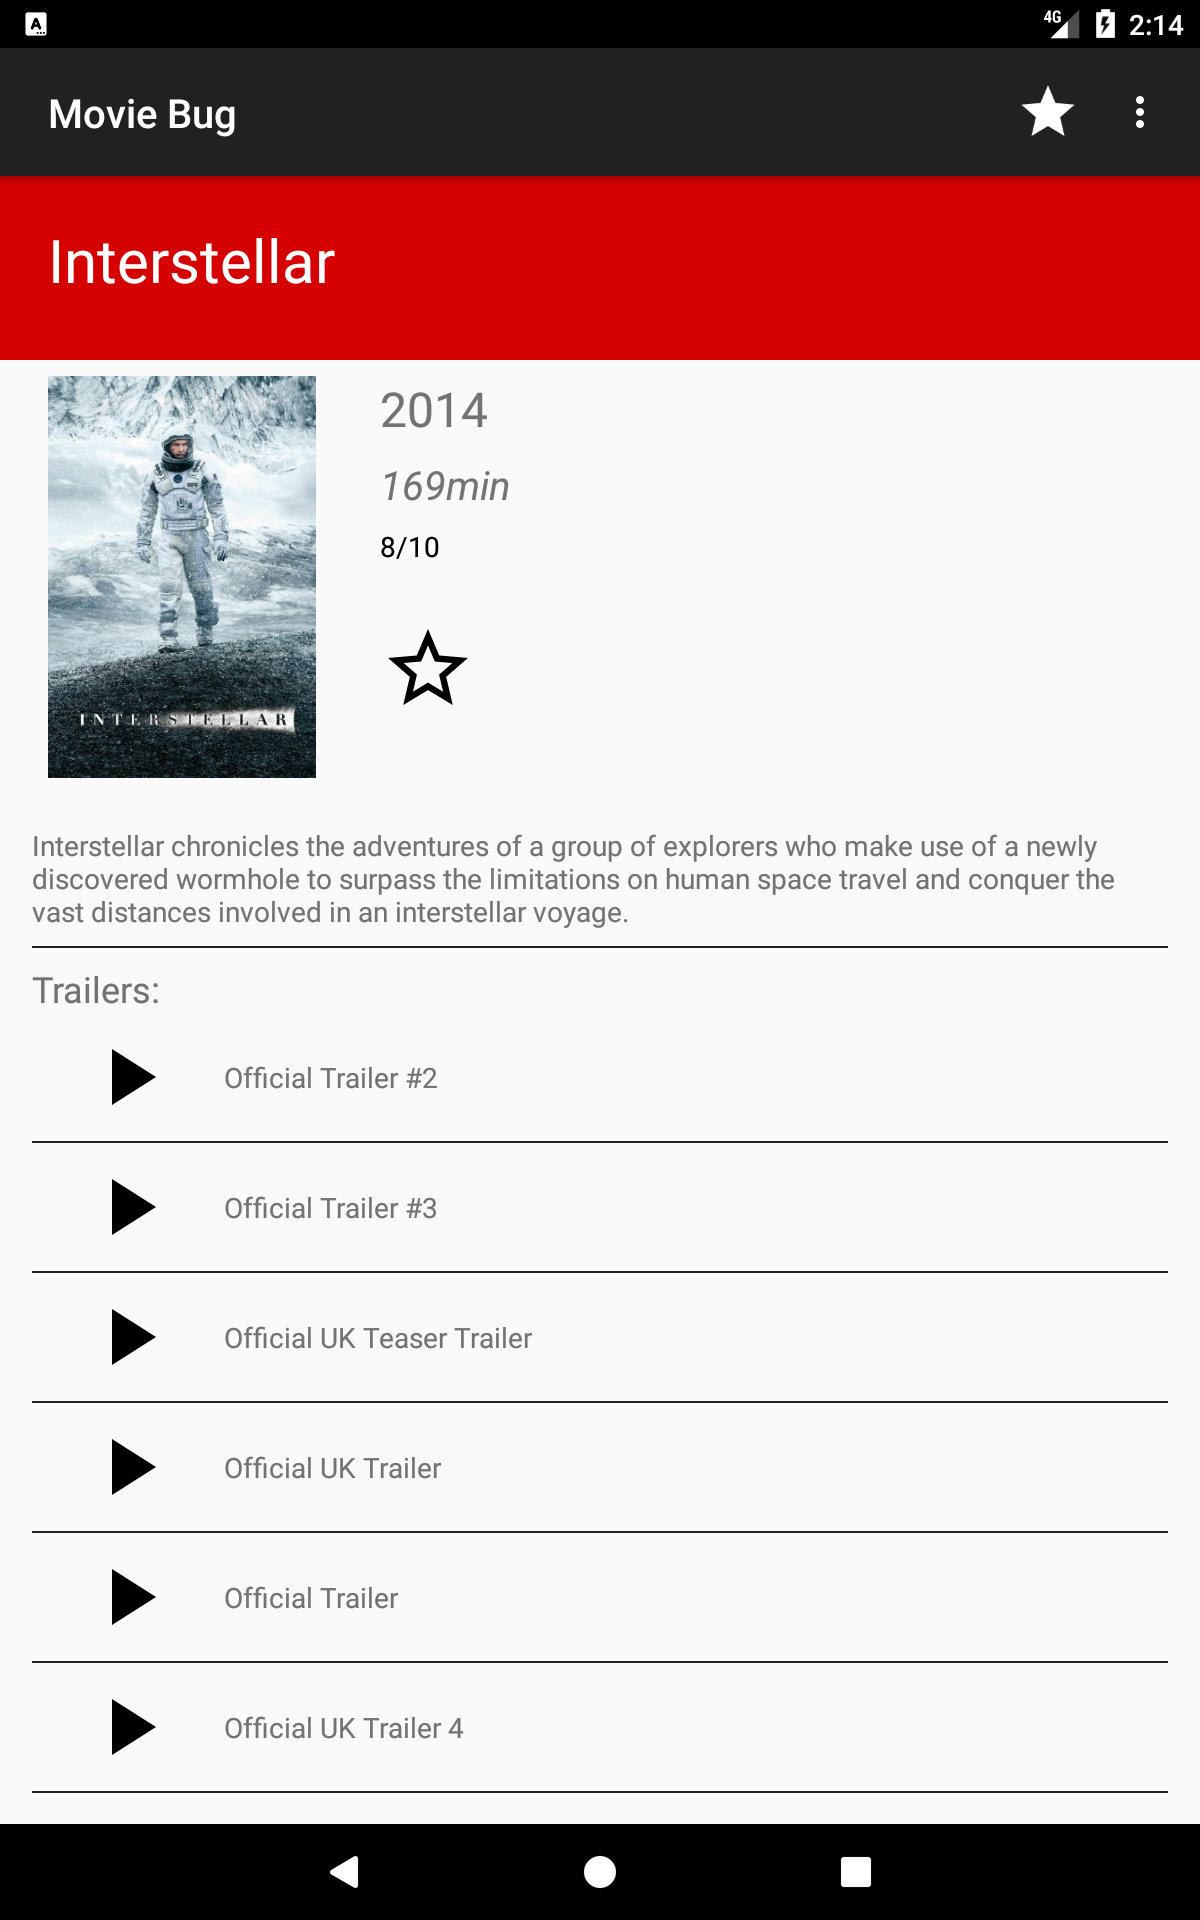 4G 2:14
Movie Bug
Interstellar
2014
169min
8/10
INTERSTELLAR
Interstellar chronicles the adventures of a group of explorers who make use of a newly
discovered wormhole to surpass the limitations on human space travel and conquer the
vast distances involved in an interstellar voyage.
Trailers:
Official Trailer #2
Official Trailer #3
Official UK Teaser Trailer
Official UK Trailer
Official Trailer
Official UK Trailer 4